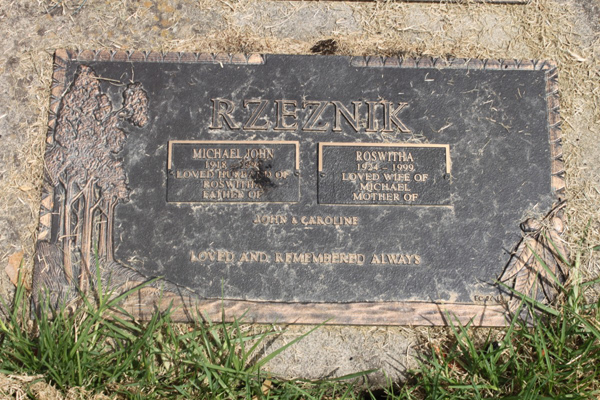 RZEZNIK
MICHAEL JOHN
LOVED HUSBAND OF
ROSWITHA
FATHER OF
ROSWITHA
1924 - 1999
LOVED WIFE OF
MICHAEL
MOTHER OF
JOHN & CAROLINE
LOVED AND REMEMBERED ALWAYS